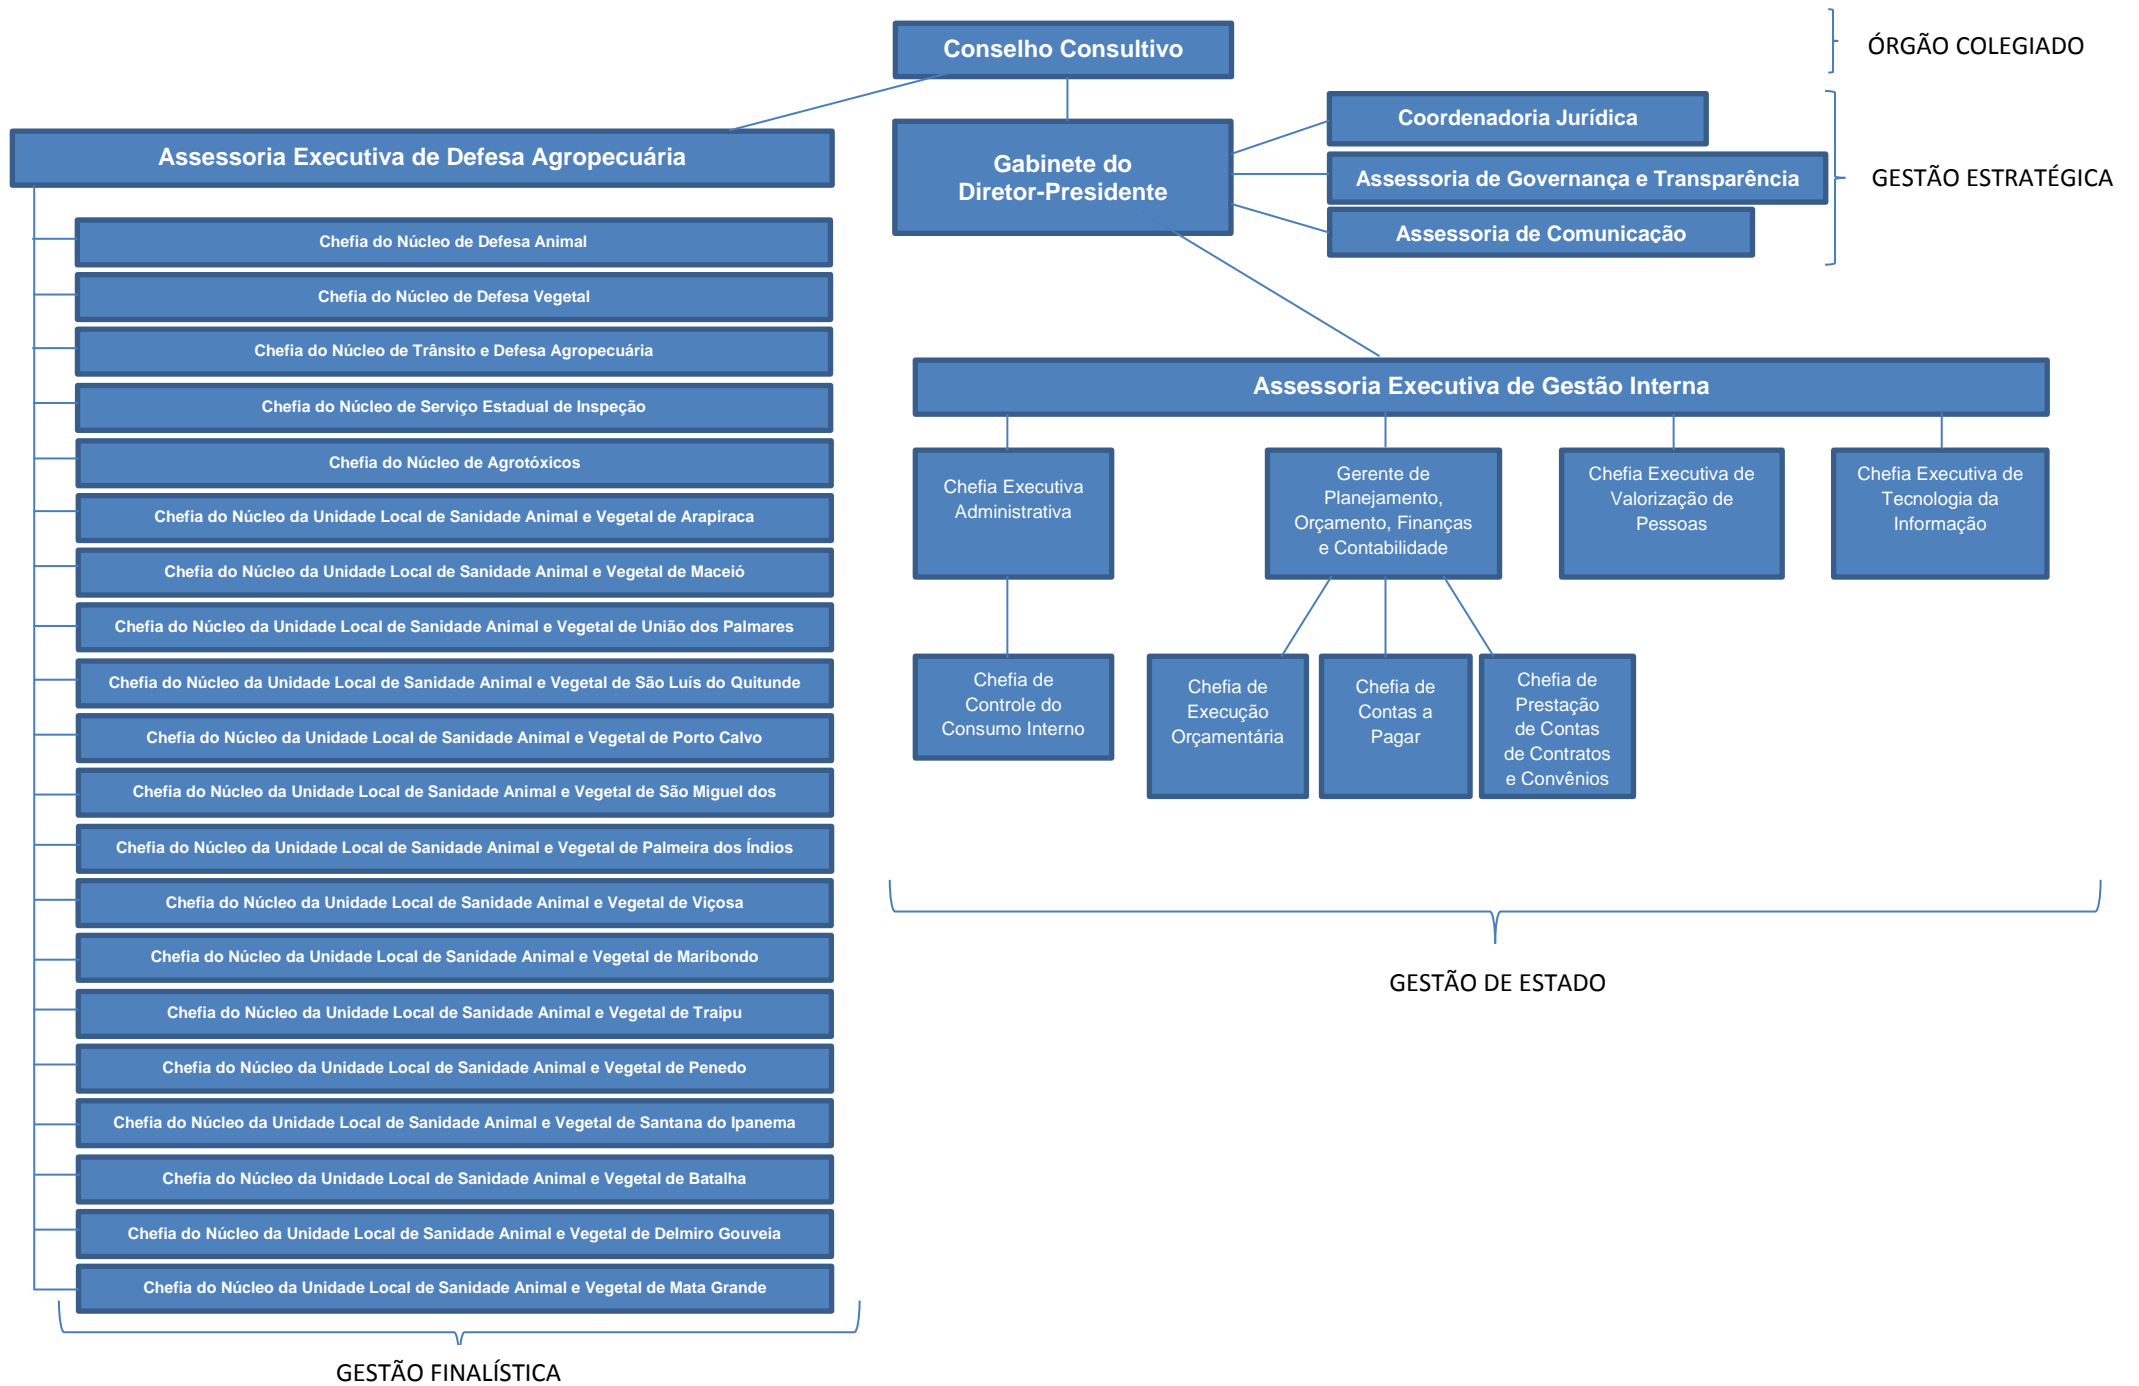 Conselho Consultivo
ÓRGÃO COLEGIADO
Coordenadoria Jurídica
Gabinete do
Diretor-Presidente
Assessoria de Governança e Transparência
GESTÃO ESTRATÉGICA
Assessoria de Comunicação
Assessoria Executiva de Defesa Agropecuária
Chefia do Núcleo de Defesa Animal
Chefia do Núcleo de Defesa Vegetal
Chefia do Núcleo de Trânsito e Defesa Agropecuária
Chefia do Núcleo de Serviço Estadual de Inspeção
Chefia do Núcleo de Agrotóxicos
Chefia do Núcleo da Unidade Local de Sanidade Animal e Vegetal de Arapiraca
Chefia do Núcleo da Unidade Local de Sanidade Animal e Vegetal de Maceió
Chefia do Núcleo da Unidade Local de Sanidade Animal e Vegetal de União dos Palmares
Chefia do Núcleo da Unidade Local de Sanidade Animal e Vegetal de São Luís do Quitunde
Chefia do Núcleo da Unidade Local de Sanidade Animal e Vegetal de Porto Calvo
Chefia do Núcleo da Unidade Local de Sanidade Animal e Vegetal de São Miguel dos
Chefia do Núcleo da Unidade Local de Sanidade Animal e Vegetal de Palmeira dos Índios
Chefia do Núcleo da Unidade Local de Sanidade Animal e Vegetal de Viçosa
Chefia do Núcleo da Unidade Local de Sanidade Animal e Vegetal de Maribondo
Chefia do Núcleo da Unidade Local de Sanidade Animal e Vegetal de Traipu
Chefia do Núcleo da Unidade Local de Sanidade Animal e Vegetal de Penedo
Chefia do Núcleo da Unidade Local de Sanidade Animal e Vegetal de Santana do Ipanema
Chefia do Núcleo da Unidade Local de Sanidade Animal e Vegetal de Batalha
Chefia do Núcleo da Unidade Local de Sanidade Animal e Vegetal de Delmiro Gouveia
Chefia do Núcleo da Unidade Local de Sanidade Animal e Vegetal de Mata Grande
GESTÃO FINALÍSTICA
Assessoria Executiva de Gestão Interna
Chefia Executiva
Administrativa
Gerente de
Planejamento,
Orçamento, Finanças
e Contabilidade
Chefia Executiva de
Valorização de
Pessoas
Chefia Executiva de
Tecnologia da
Informação
Chefia de
Controle do
Consumo Interno
Chefia de
Execução
Orçamentária
Chefia de
Contas a
Pagar
Chefia de
Prestação
de Contas
de Contratos
e Convênios
GESTÃO DE ESTADO